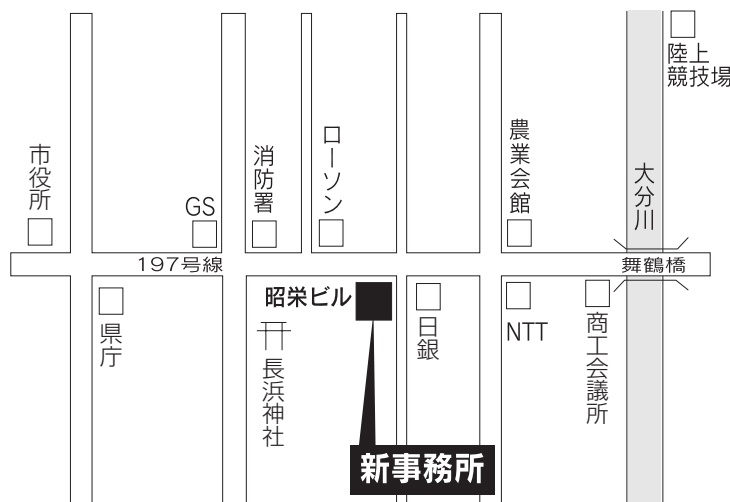 陸上
競技場
市役所
GS
消防署
ローソン
農業会館
大分川
197号線
舞鶴橋
県庁
昭栄ビル
長浜神社
日銀
NTT
商工会議所
新事務所